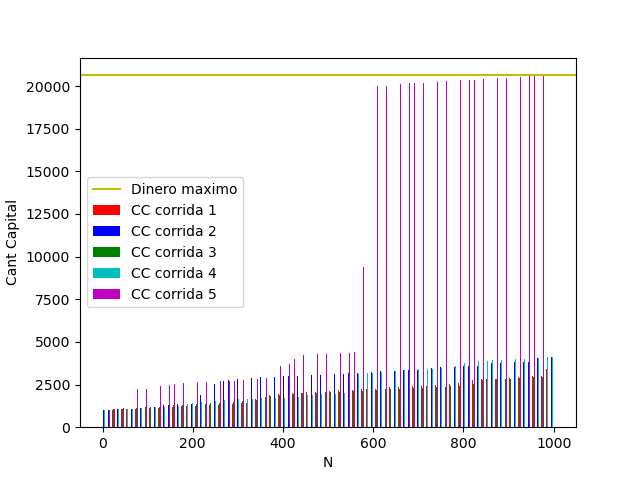 20000
17500
15000
12500
10000
7500
5000
2500
0
Cant Capital
Dinero maximo
CC corrida 1
CC corrida 2
CC corrida 3
CC corrida 4
CC corrida 5
0 200 400 600 800 1000
N